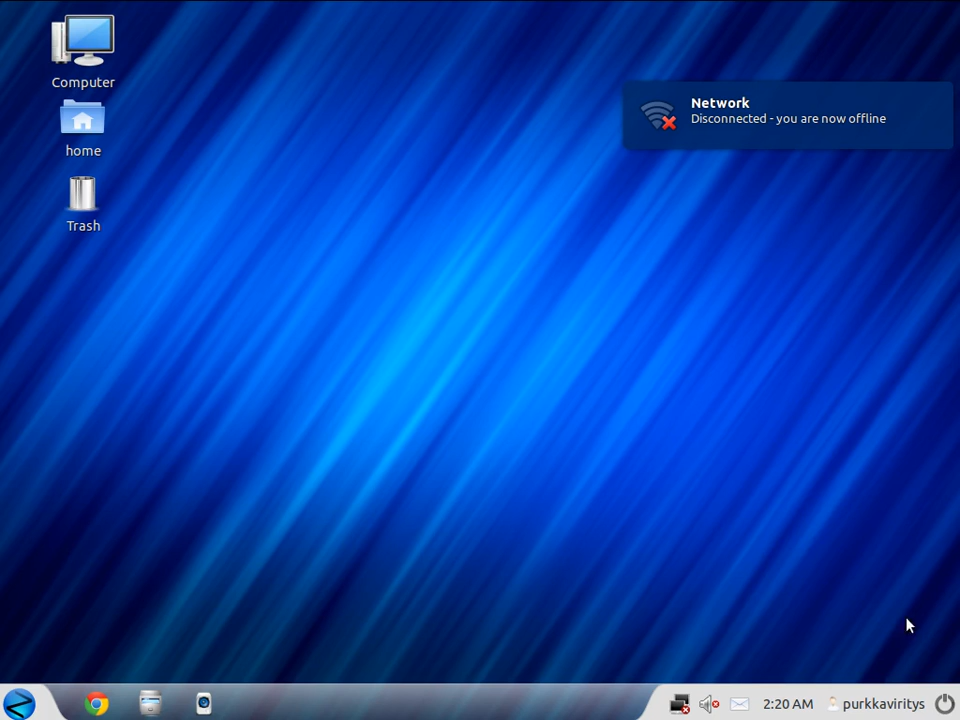 Computer
home
Trash
Network
Disconnected - you are now offline
2:20 AM
purkkaviritys